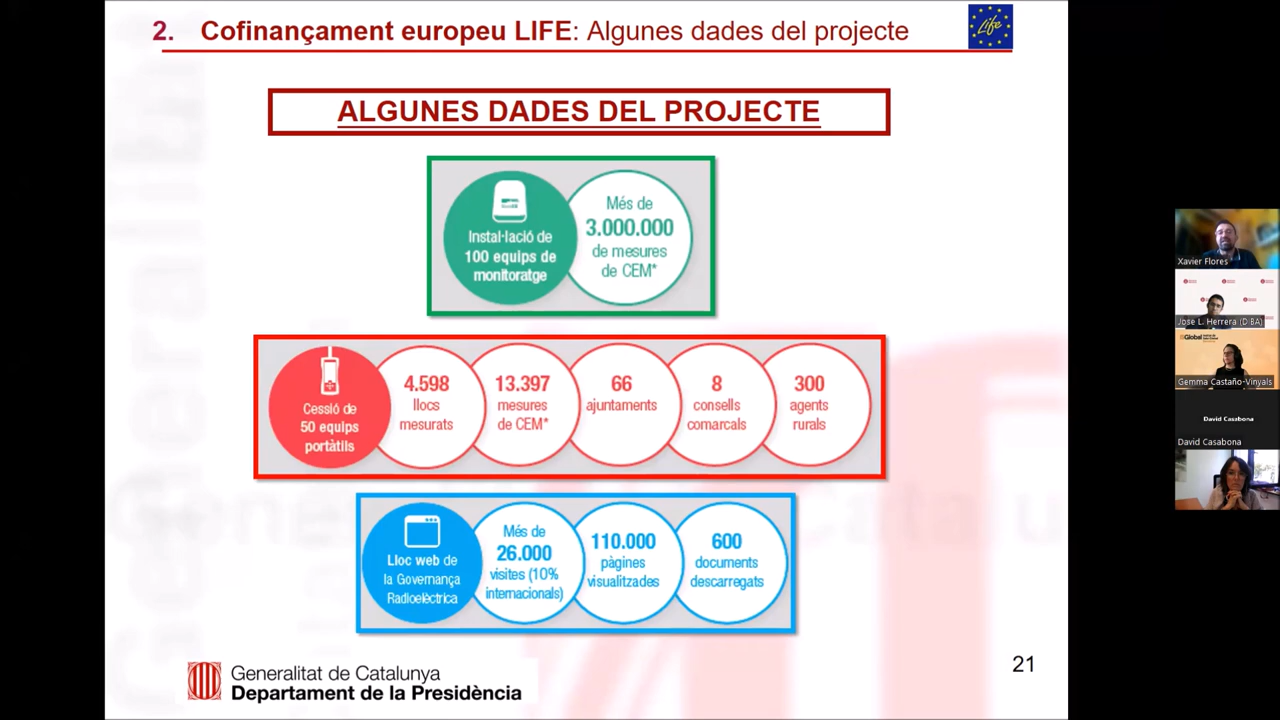 2. Cofinançament europeu LIFE: Algunes dades del projecte
Life
ALGUNES DADES DEL PROJECTE
Instal·lació de
100 equips de
monitoratge
Més de
3.000.000
de mesures
de CEM*
Cessió de
50 equips
portàtils
4.598
llocs
mesurats
13.397
mesures
de CEM*
66
ajuntaments
8
consells
comarcals
300
agents
rurals
Lloc web de
la Governança
Radioelèctrica
Més de
26.000
visites (10%
internacionals)
110.000
pàgines
visualitzades
600
documents
descarregats
Generalitat de Catalunya
Departament de la Presidència
21
Xavier Flores
Jose L. Herrera (DIBA)
Global
Gemma Castaño-Vinyals
David Casabona
David Casabona